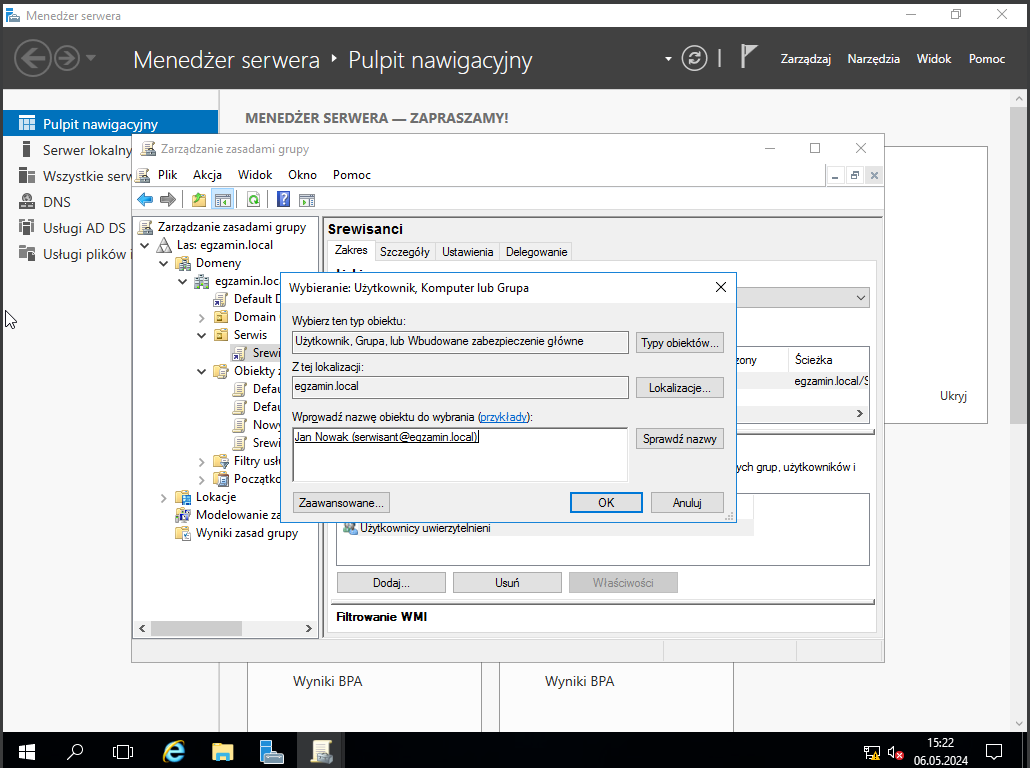 Menedżer serwera
Menedżer serwera ‣ Pulpit nawigacyjny
Zarządzaj Narzędzia Widok Pomoc
Pulpit nawigacyjny
Serwer lokalny
Wszystkie serw
DNS
Usługi AD DS
Usługi plików i
MENEDŻER SERWERA — ZAPRASZAMY!
Ukryj
Zarządzanie zasadami grupy
Plik Akcja Widok Okno Pomoc
Zarządzanie zasadami grupy
Las: egzamin.local
Domeny
egzamin.loc
Default D
Domain
Serwis
Srewi
Obiekty z
Defau
Defau
Nowy
Srewi
Filtry usłu
Początko
Lokacje
Modelowanie za
Wyniki zasad grupy
Srewisanci
Zakres Szczegóły Ustawienia Delegowanie
zony Ścieżka
egzamin.local/S
ych grup, użytkowników i
Użytkownicy uwierzytelnieni
Dodaj... Usuń Właściwości
Filtrowanie WMI
Wybieranie: Użytkownik, Komputer lub Grupa
Wybierz ten typ obiektu:
Użytkownik, Grupa, lub Wbudowane zabezpieczenie główne
Typy obiektów...
Z tej lokalizacji:
egzamin.local
Lokalizacje...
Wprowadź nazwę obiektu do wybrania (przykłady):
Jan Nowak (serwisant@egzamin.local)
Sprawdź nazwy
Zaawansowane... OK Anuluj
Wyniki BPA Wyniki BPA
15:22
06.05.2024